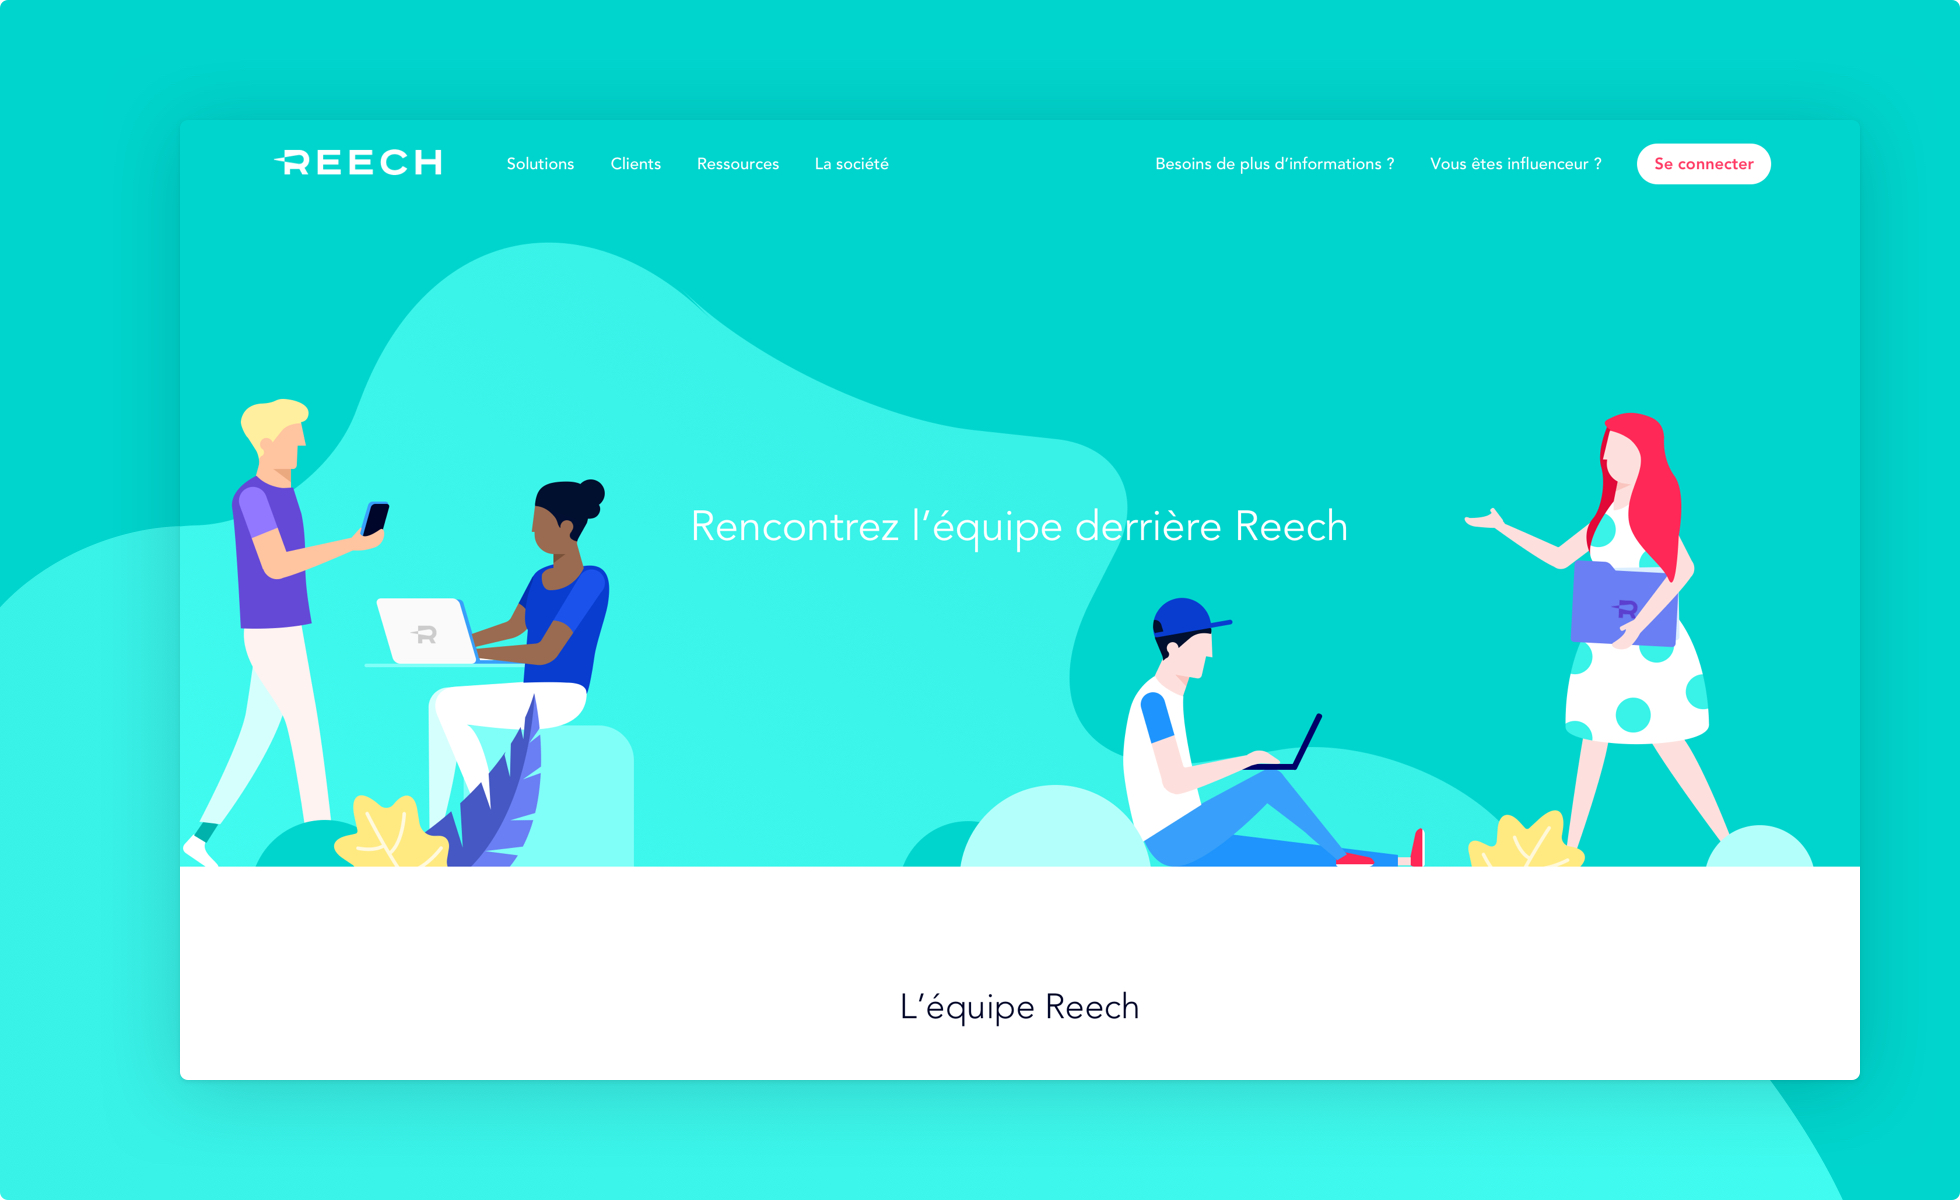 REECH
Solutions
Clients
Ressources
La société
Besoins de plus d’informations ?
Vous êtes influenceur ?
Se connecter
Rencontrez l’équipe derrière Reech
R
R
L’équipe Reech